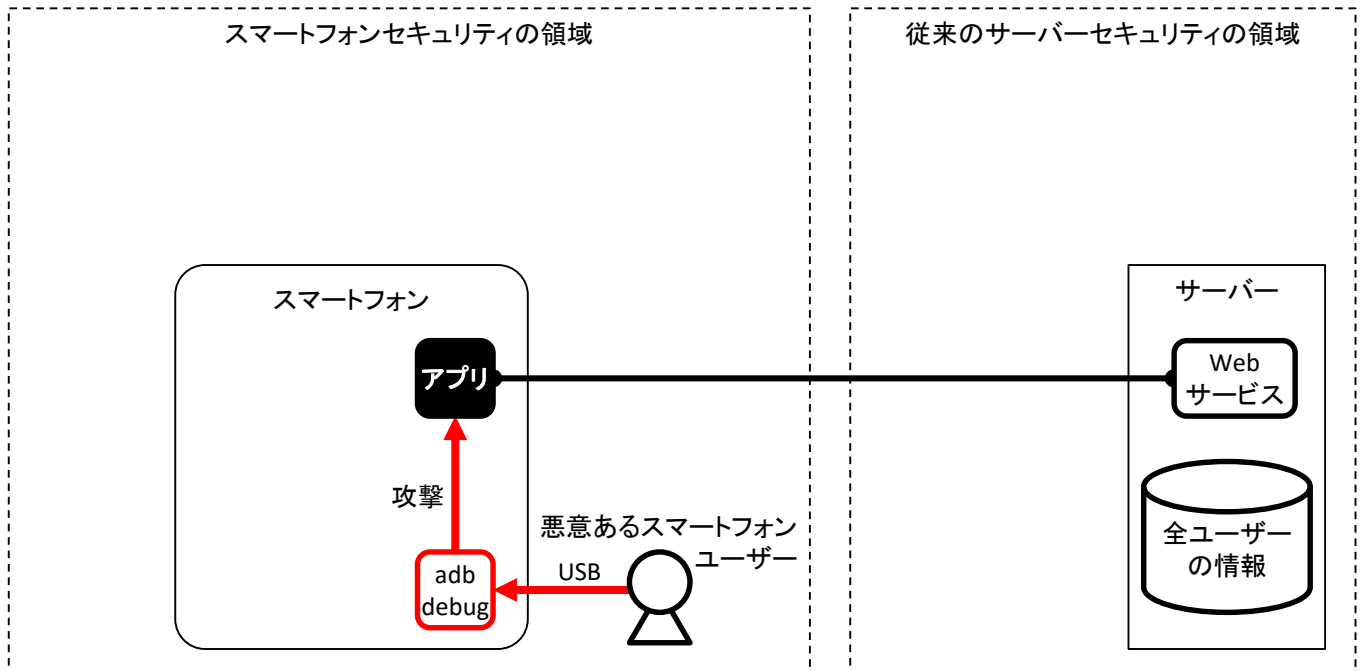 スマートフォンセキュリティの領域
従来のサーバーセキュリティの領域
スマートフォン
サーバー
アプリ
Web
サービス
攻撃
悪意あるスマートフォン
ユーザー
全ユーザー
の情報
adb
debug
USB